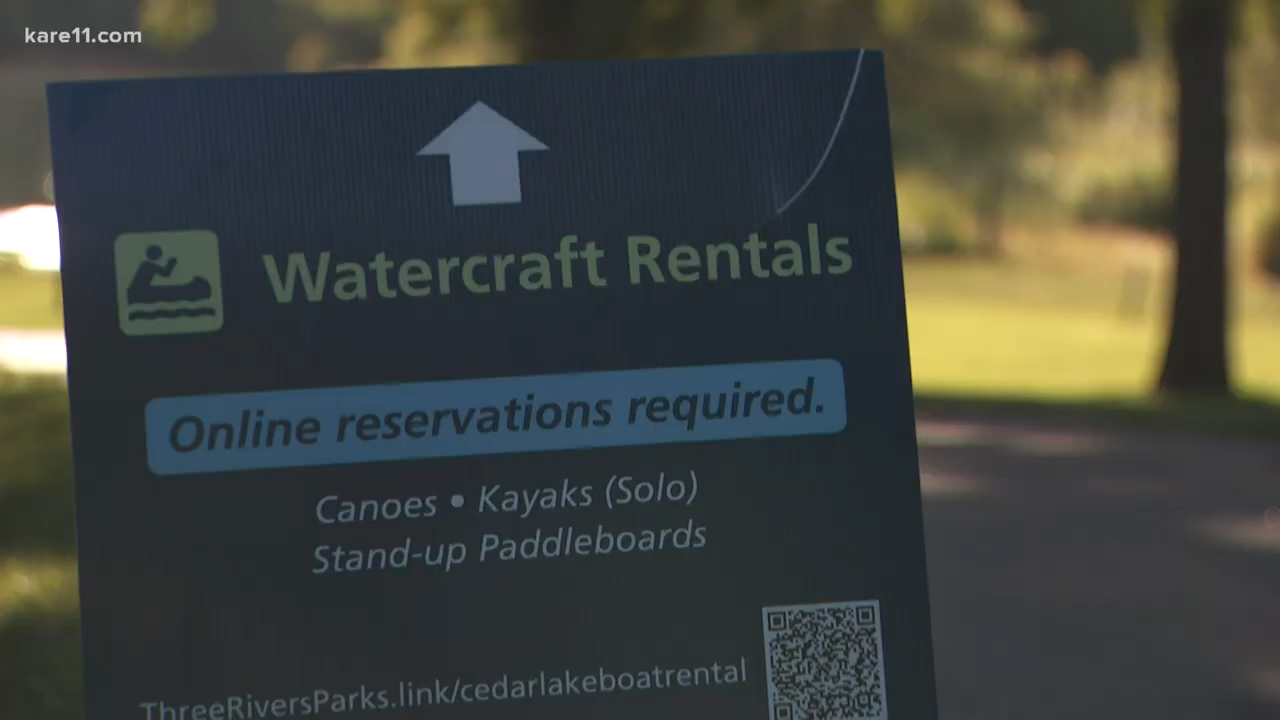 kare11.com
Watercraft Rentals
Online reservations required.
Canoes • Kayaks (Solo)
Stand-up Paddleboards
ThreeRiversParks.link/cedarlakeboatrental